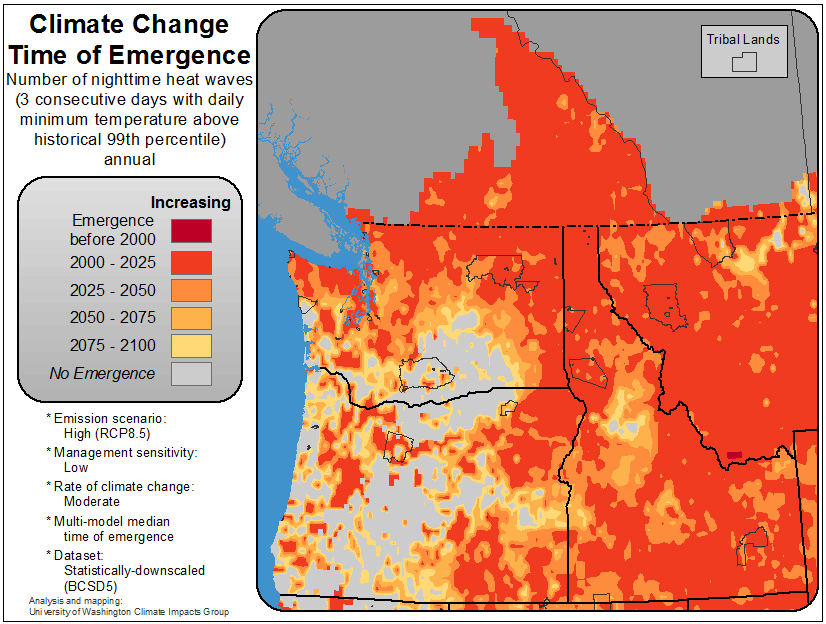 Climate Change
Time of Emergence
Number of nighttime heat waves
(3 consecutive days with daily
minimum temperature above
historical 99th percentile)
annual
Increasing
Emergence
before 2000
2000 - 2025
2025 - 2050
2050 - 2075
2075 - 2100
No Emergence
* Emission scenario:
High (RCP8.5)
* Management sensitivity:
Low
* Rate of climate change:
Moderate
* Multi-model median
time of emergence
* Dataset:
Statistically-downscaled
(BCSD5)
Analysis and mapping:
University of Washington Climate Impacts Group
Tribal Lands